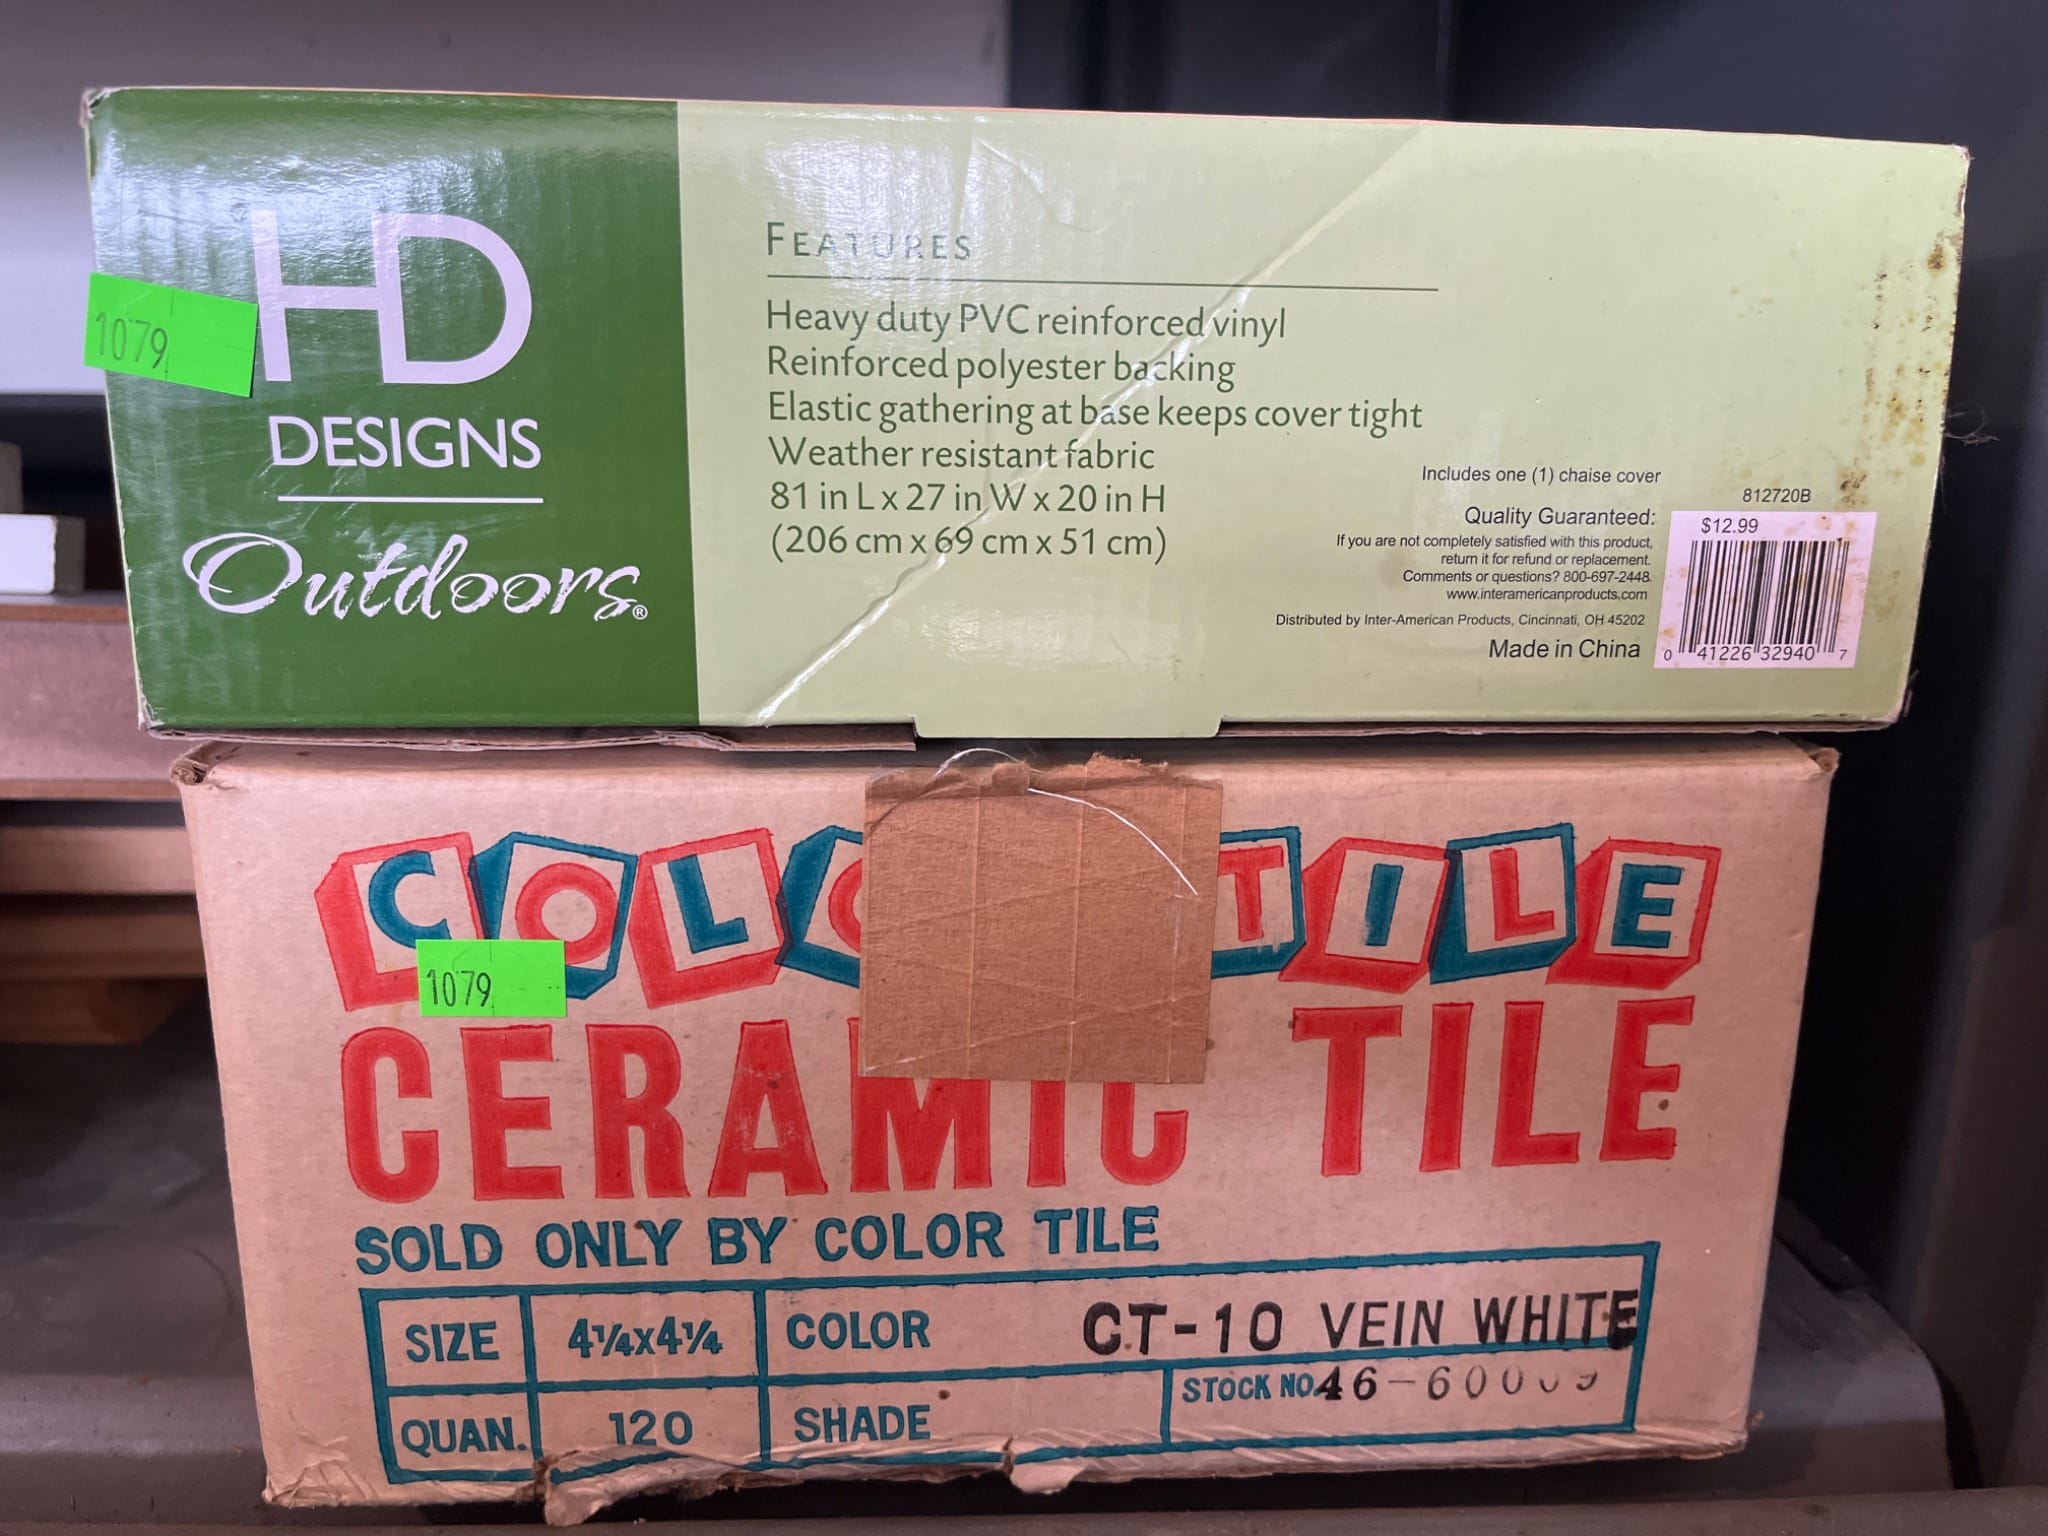 1079
HD
DESIGNS
Outdoors®
FEATURES
Heavy duty PVC reinforced vinyl
Reinforced polyester backing
Elastic gathering at base keeps cover tight
Weather resistant fabric
81 in L x 27 in W x 20 in H
(206 cm x 69 cm x 51 cm)
Includes one (1) chaise cover
Quality Guaranteed:
If you are not completely satisfied with this product,
return it for refund or replacement.
Comments or questions? 800-697-2448
www.interamericanproducts.com
Distributed by Inter-American Products, Cincinnati, OH 45202
Made in China
812720B
$12.99
0 41226 32940 7
COLO TILE
1079
CERAMIC TILE
SOLD ONLY BY COLOR TILE
SIZE 4¼x4¼ COLOR CT-10 VEIN WHITE
QUAN. 120 SHADE STOCK NO.